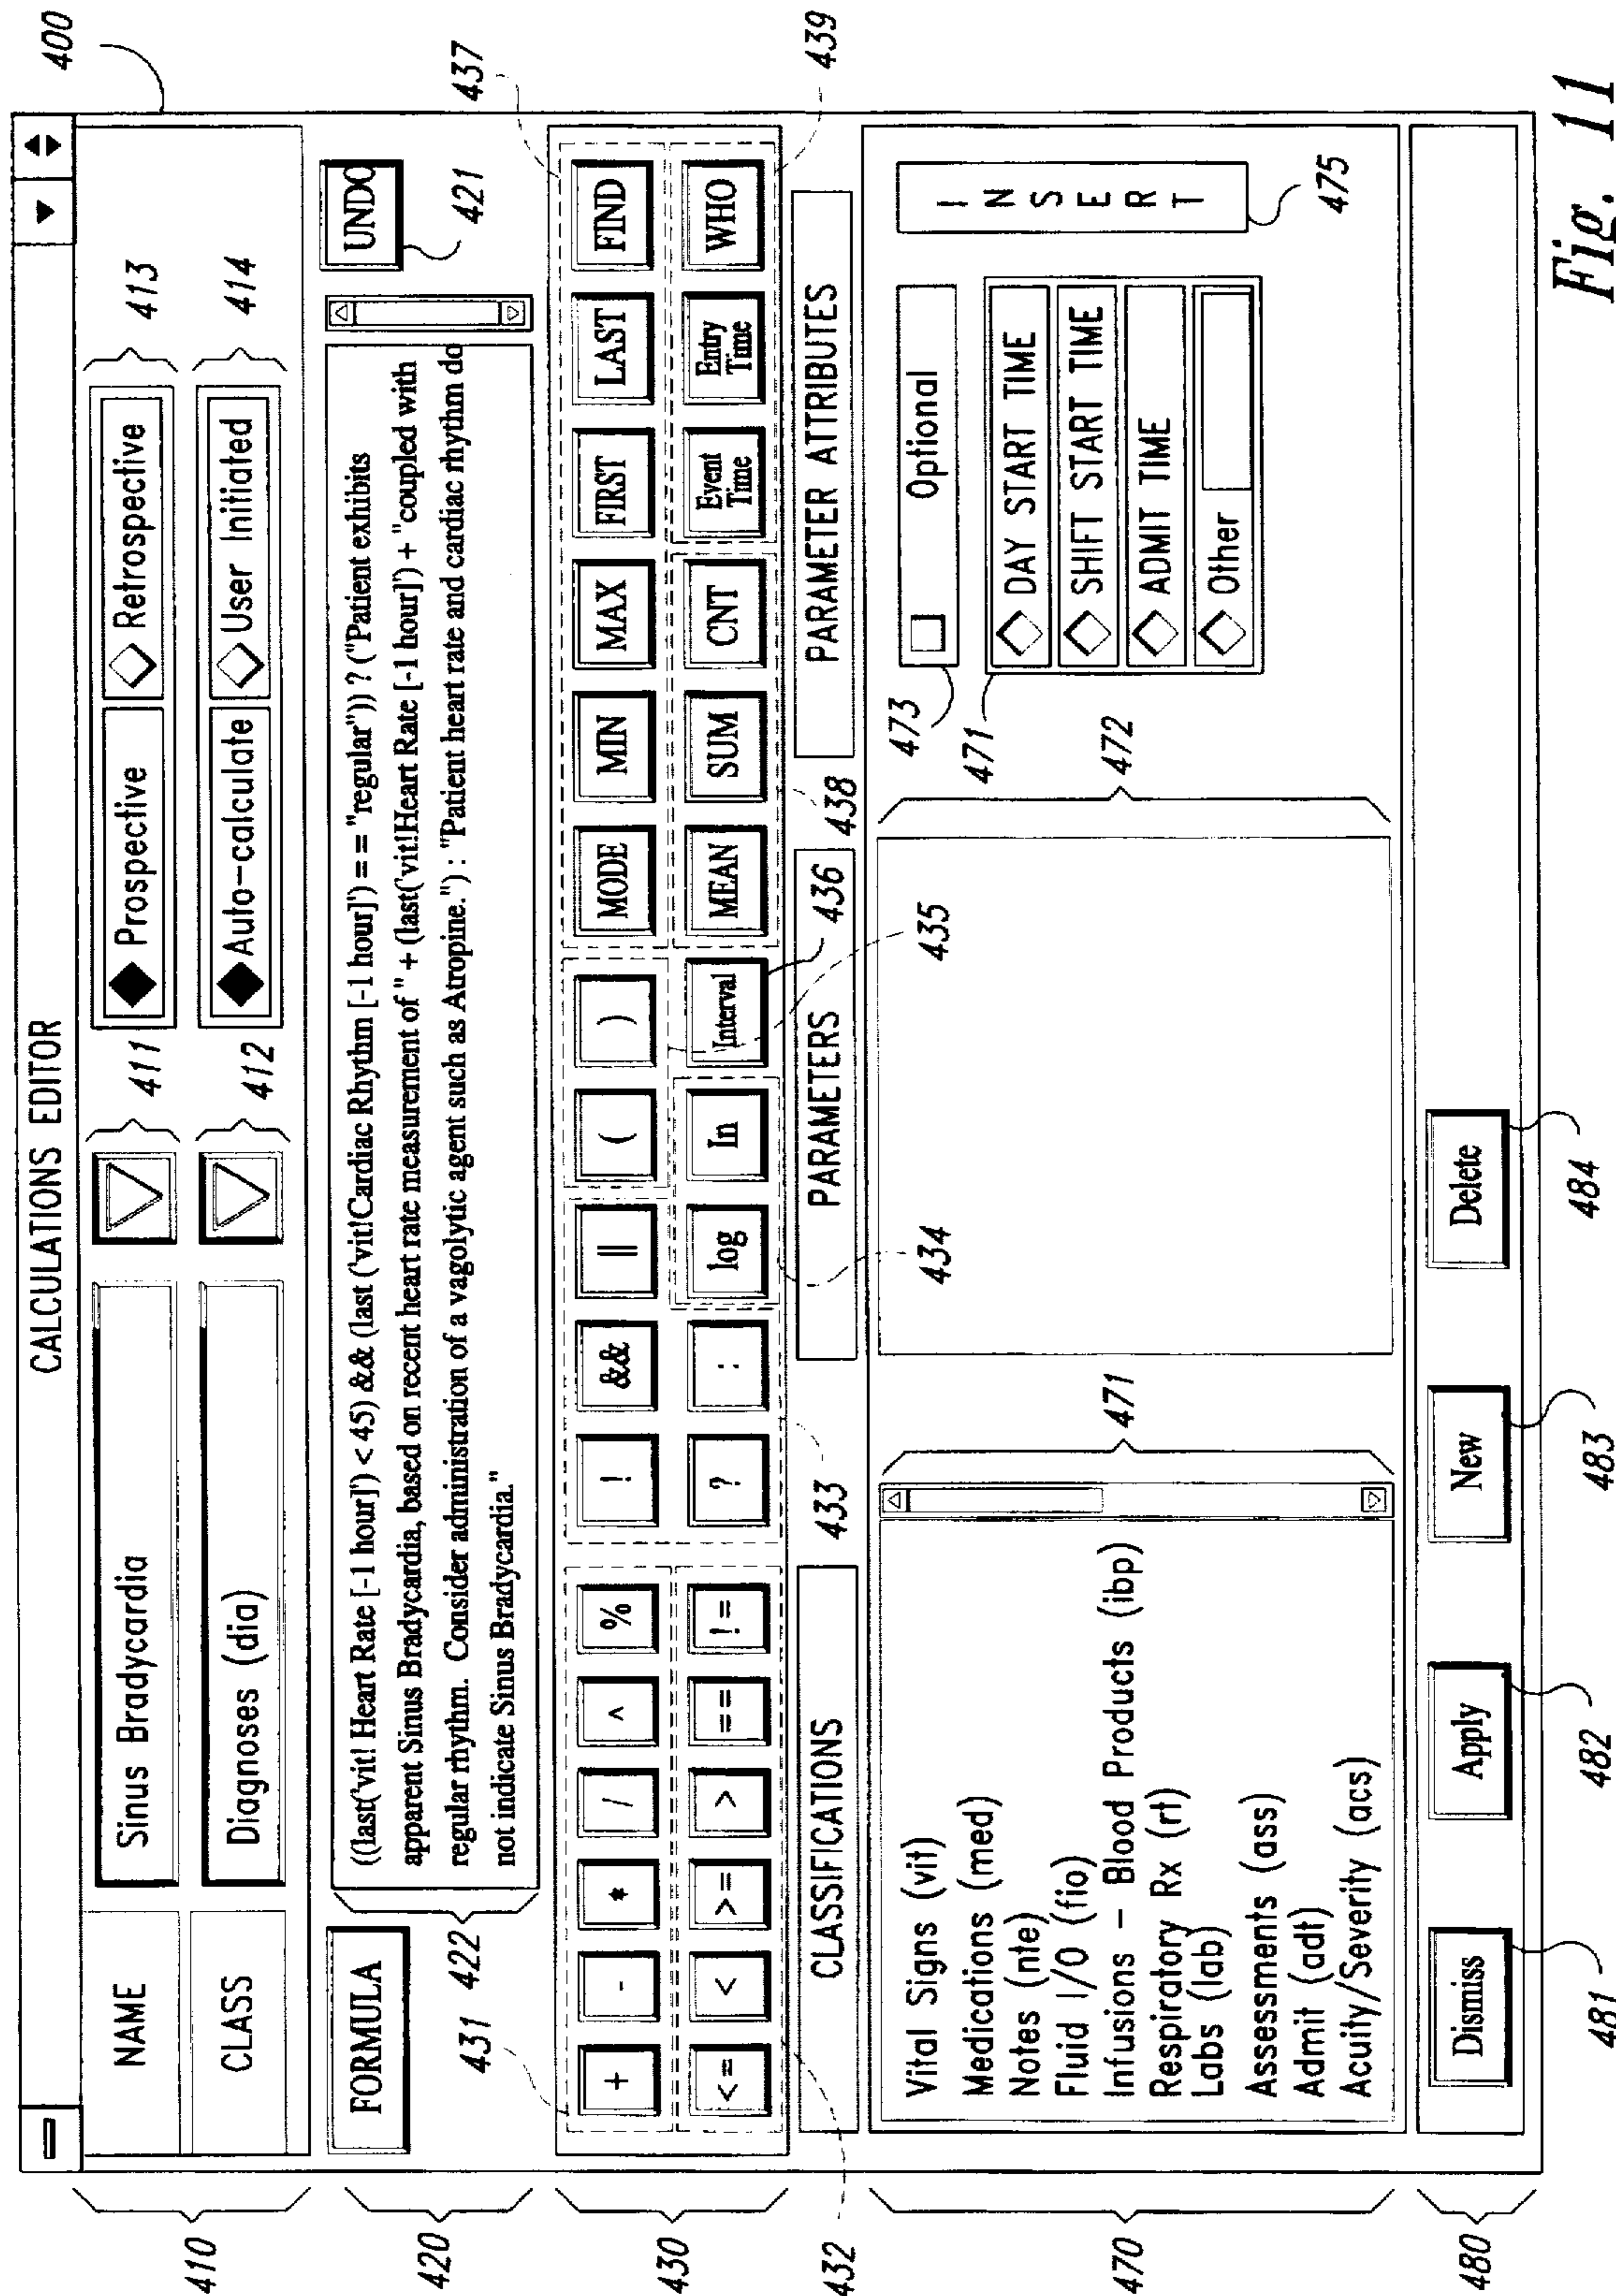 CALCULATIONS EDITOR
400
410
NAME
Sinus Bradycardia
411
Prospective
Retrospective
413
CLASS
Diagnoses (dia)
412
Auto-calculate
User Initiated
414
420
FORMULA
422
((last('vit! Heart Rate [-1 hour]') < 45) && (last ('vit!Cardiac Rhythm [-1 hour]') = = "regular")) ? ("Patient exhibits
apparent Sinus Bradycardia, based on recent heart rate measurement of " + (last('vit!Heart Rate [-1 hour]') + "coupled with
regular rhythm. Consider administration of a vagolytic agent such as Atropine.") : "Patient heart rate and cardiac rhythm do
not indicate Sinus Bradycardia."
UNDO
421
430
431
437
+ - * / ^ % ! && || ( ) MODE MIN MAX FIRST LAST FIND
<= < >= > == != ? : log ln Interval MEAN SUM CNT Event Time Entry Time WHO
432
433
434
435
436
438
439
CLASSIFICATIONS
PARAMETERS
PARAMETER ATTRIBUTES
470
Vital Signs (vit)
Medications (med)
Notes (nte)
Fluid I/O (fio)
Infusions – Blood Products (ibp)
Respiratory Rx (rt)
Labs (lab)
Assessments (ass)
Admit (adt)
Acuity/Severity (acs)
471
472
473
Optional
471
DAY START TIME
SHIFT START TIME
ADMIT TIME
Other
INSERT
475
480
Dismiss
Apply
New
Delete
481
482
483
484
Fig. 11